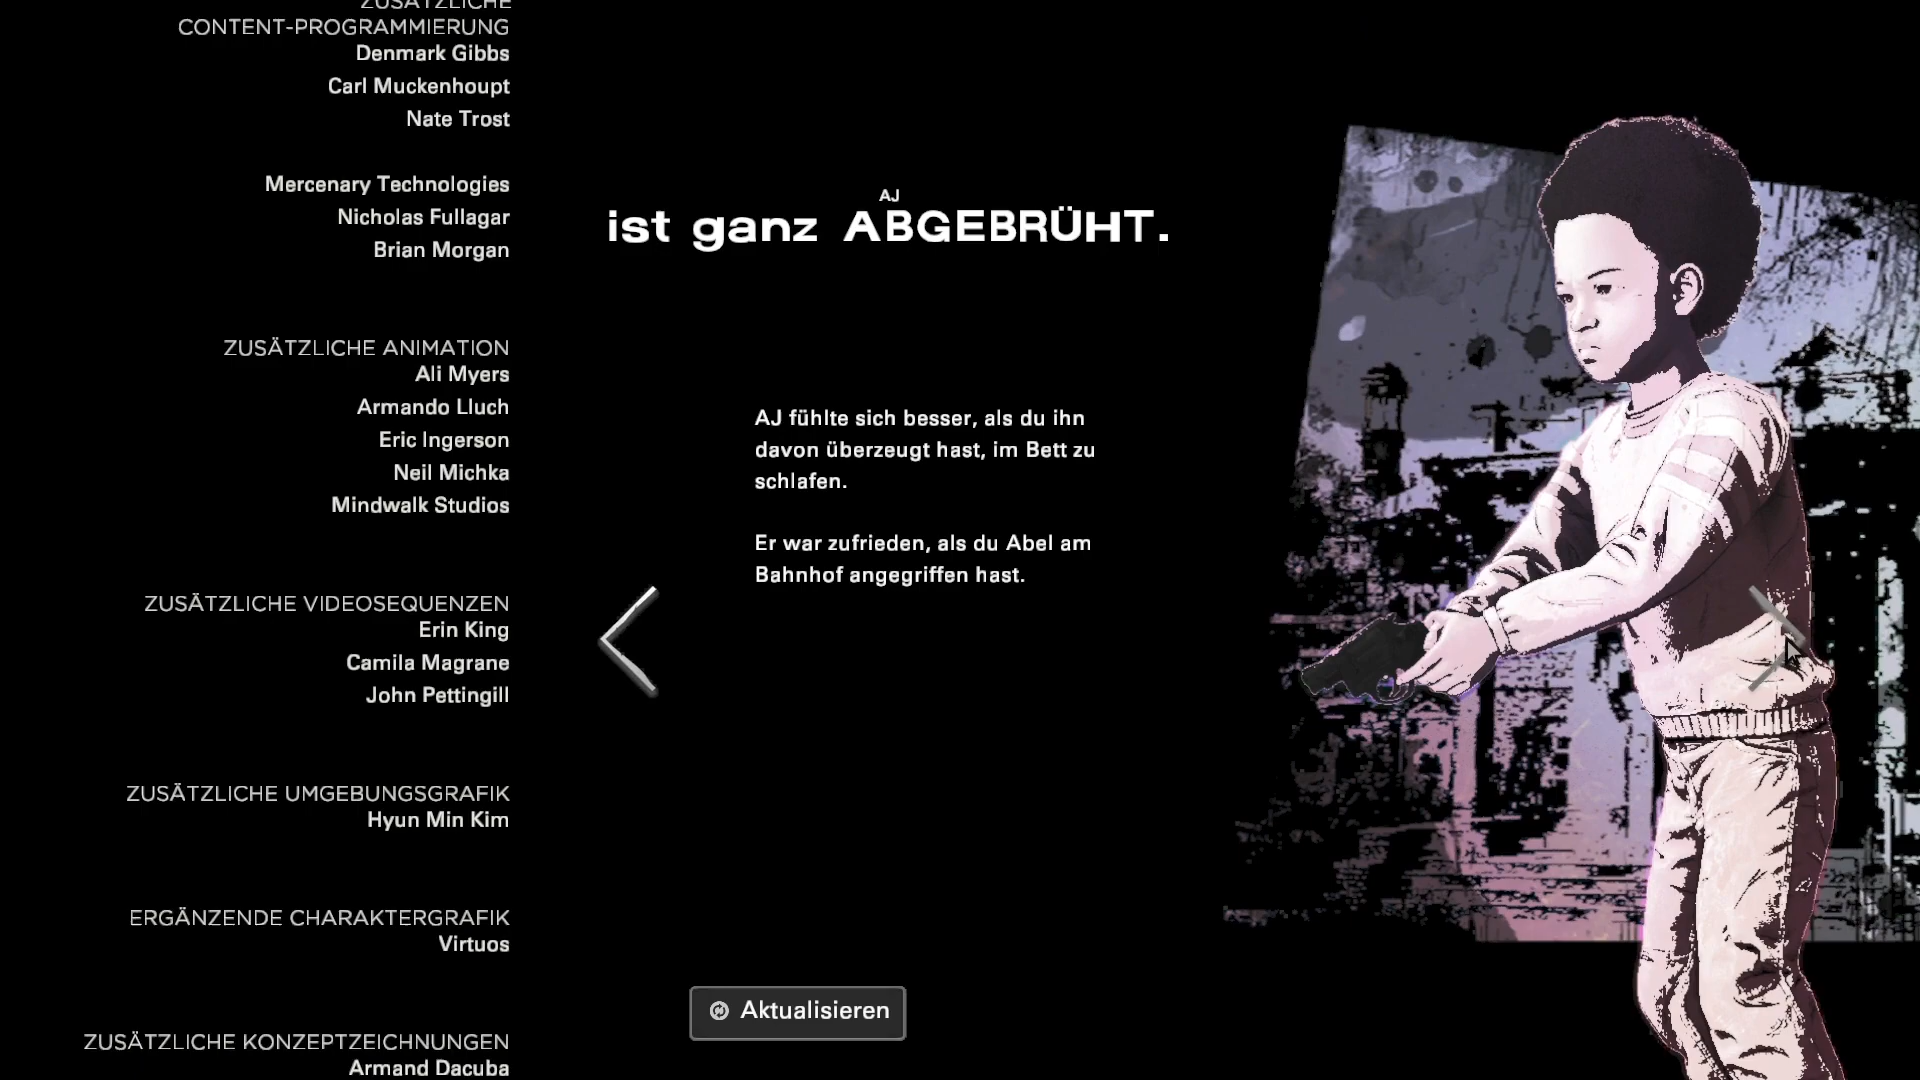 ZUSÄTZLICHE
CONTENT-PROGRAMMIERUNG
Denmark Gibbs
Carl Muckenhoupt
Nate Trost
Mercenary Technologies
Nicholas Fullagar
Brian Morgan
ZUSÄTZLICHE ANIMATION
Ali Myers
Armando Lluch
Eric Ingerson
Neil Michka
Mindwalk Studios
ZUSÄTZLICHE VIDEOSEQUENZEN
Erin King
Camila Magrane
John Pettingill
ZUSÄTZLICHE UMGEBUNGSGRAFIK
Hyun Min Kim
ERGÄNZENDE CHARAKTERGRAFIK
Virtuos
ZUSÄTZLICHE KONZEPTZEICHNUNGEN
Armand Dacuba
AJ
ist ganz ABGEBRÜHT.
AJ fühlte sich besser, als du ihn
davon überzeugt hast, im Bett zu
schlafen.
Er war zufrieden, als du Abel am
Bahnhof angegriffen hast.
Aktualisieren